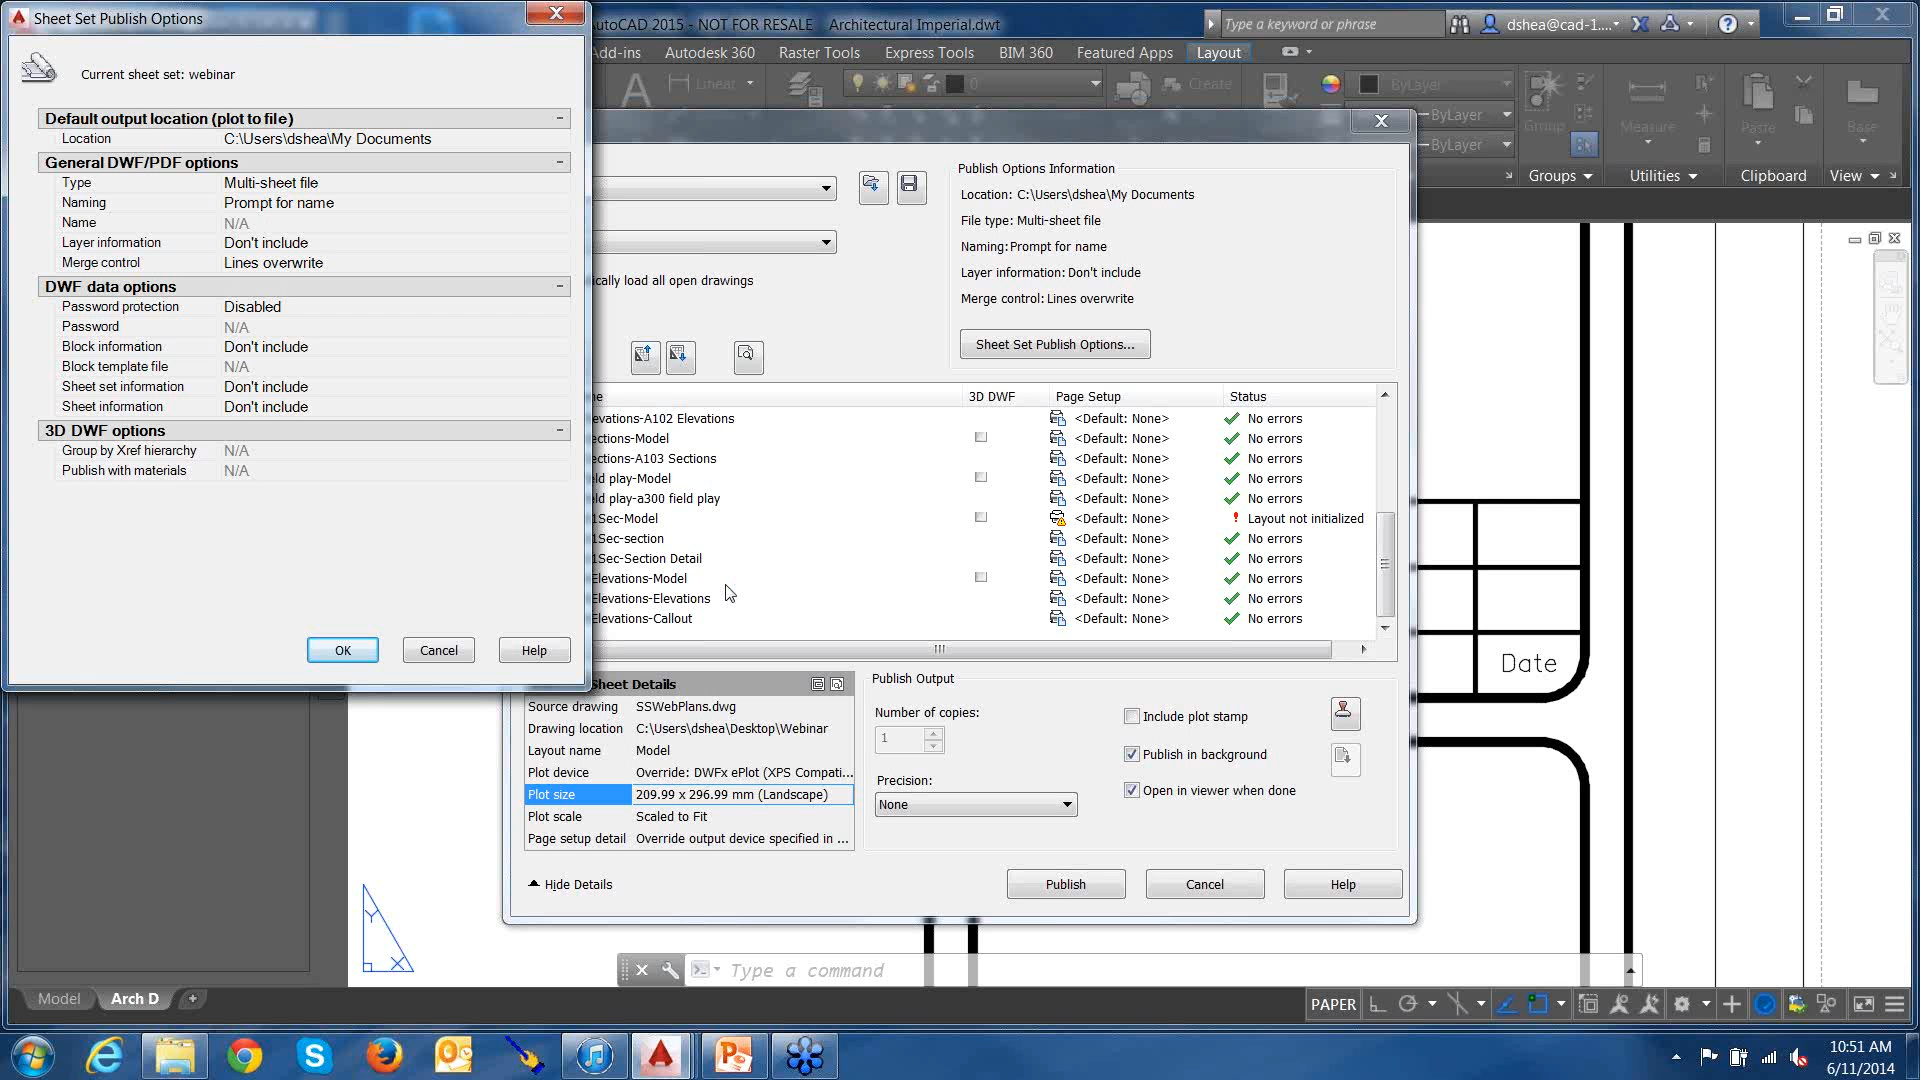 Sheet Set Publish Options
Current sheet set: webinar
Default output location (plot to file)
Location C:\Users\dshea\My Documents
General DWF/PDF options
Type Multi-sheet file
Naming Prompt for name
Name N/A
Layer information Don't include
Merge control Lines overwrite
DWF data options
Password protection Disabled
Password N/A
Block information Don't include
Block template file N/A
Sheet set information Don't include
Sheet information Don't include
3D DWF options
Group by Xref hierarchy N/A
Publish with materials N/A
OK Cancel Help
AutoCAD 2015 - NOT FOR RESALE Architectural Imperial.dwt
Type a keyword or phrase
dshea@cad-1....
Add-ins Autodesk 360 Raster Tools Express Tools BIM 360 Featured Apps Layout
Linear 0 Create ByLayer
ByLayer
ByLayer
Group Measure Paste Base
Groups Utilities Clipboard View
Publish Options Information
Location: C:\Users\dshea\My Documents
File type: Multi-sheet file
Naming: Prompt for name
Layer information: Don't include
Merge control: Lines overwrite
Sheet Set Publish Options...
ically load all open drawings
ne 3D DWF Page Setup Status
evations-A102 Elevations <Default: None> No errors
ections-Model <Default: None> No errors
ections-A103 Sections <Default: None> No errors
eld play-Model <Default: None> No errors
eld play-a300 field play <Default: None> No errors
1Sec-Model <Default: None> Layout not initialized
1Sec-section <Default: None> No errors
1Sec-Section Detail <Default: None> No errors
Elevations-Model <Default: None> No errors
Elevations-Elevations <Default: None> No errors
Elevations-Callout <Default: None> No errors
Sheet Details
Source drawing SSWebPlans.dwg
Drawing location C:\Users\dshea\Desktop\Webinar
Layout name Model
Plot device Override: DWFx ePlot (XPS Compati...
Plot size 209.99 x 296.99 mm (Landscape)
Plot scale Scaled to Fit
Page setup detail Override output device specified in ...
Publish Output
Number of copies:
1
Precision:
None
Include plot stamp
Publish in background
Open in viewer when done
Hide Details
Publish Cancel Help
Date
Y
X
Type a command
Model Arch D +
PAPER
10:51 AM
6/11/2014